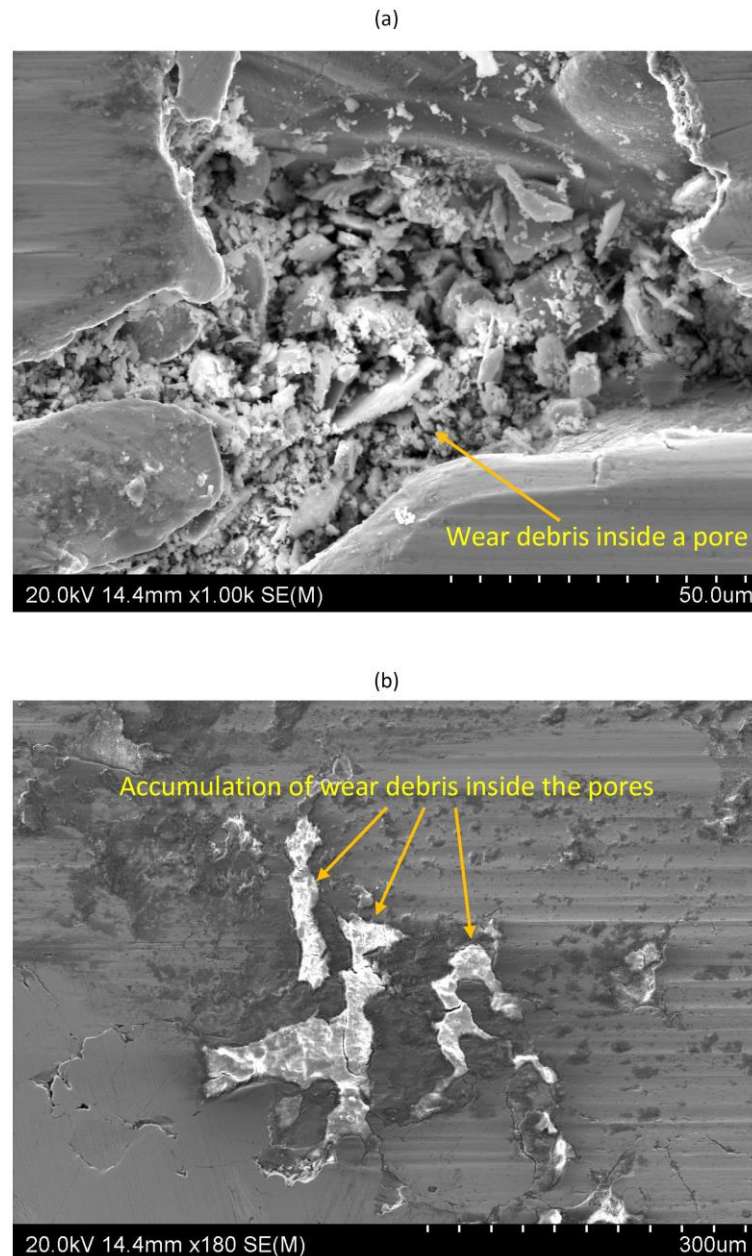 (a)
Wear debris inside a pore
20.0kV 14.4mm x1.00k SE(M) 50.0um
(b)
Accumulation of wear debris inside the pores
20.0kV 14.4mm x180 SE(M) 300um